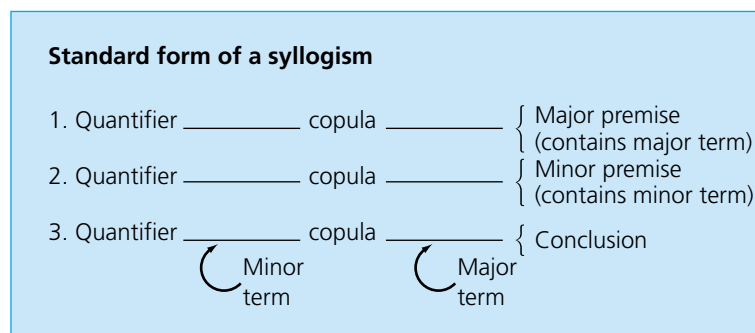 Standard form of a syllogism
1. Quantifier __________ copula __________ { Major premise
(contains major term)
2. Quantifier __________ copula __________ { Minor premise
(contains minor term)
3. Quantifier __________ copula __________ { Conclusion
Minor
term
Major
term